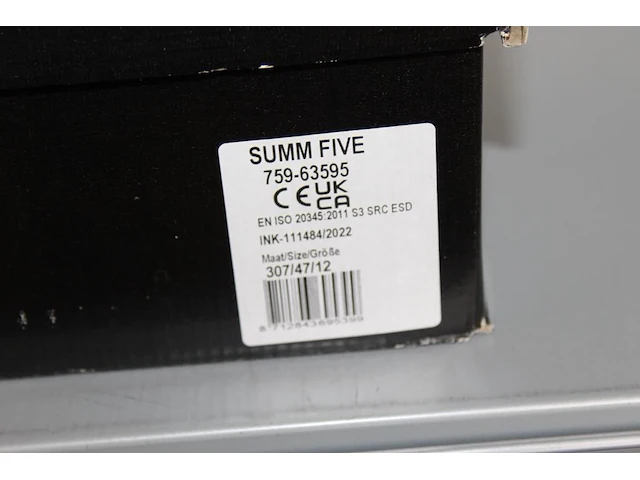 SUMM FIVE
759-63595
CE UK
CA
EN ISO 20345:2011 S3 SRC ESD
INK-111484/2022
Maat/Size/Größe
307/47/12
8712843695399